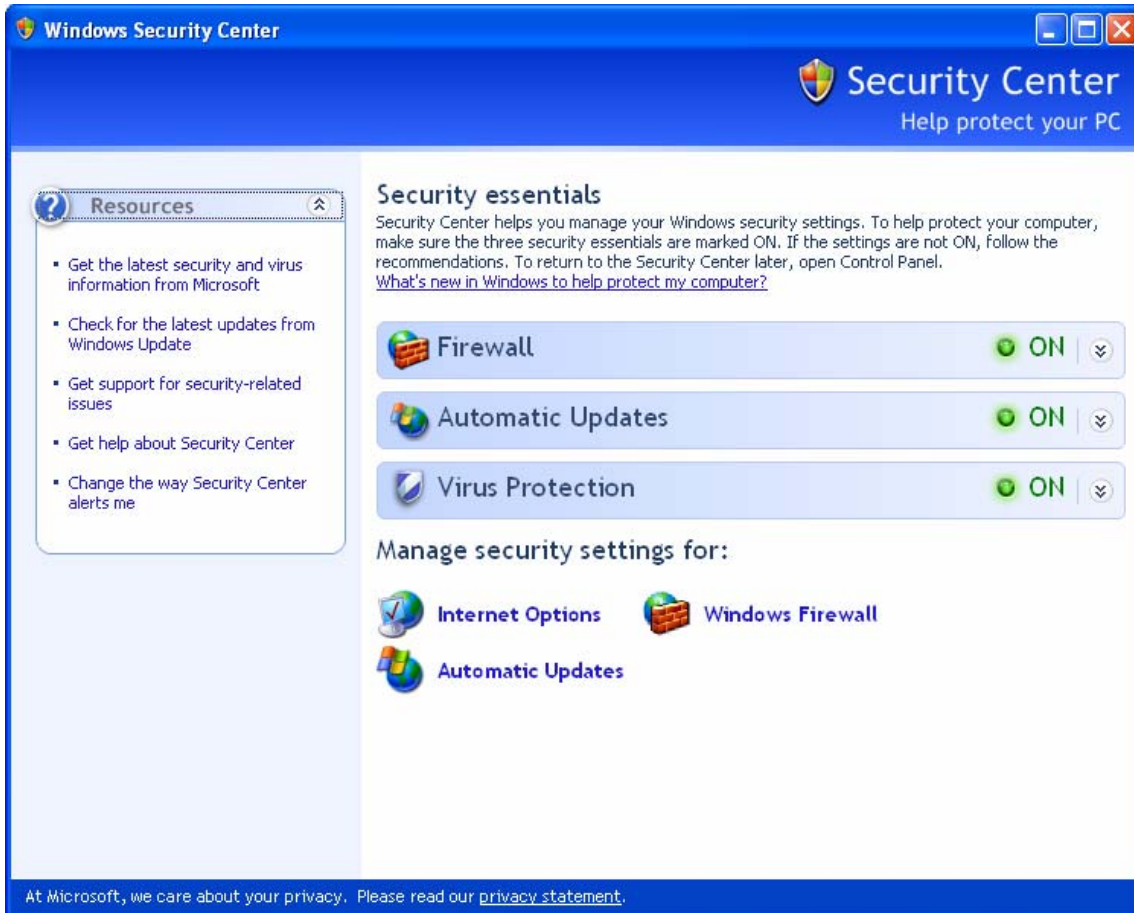 Windows Security Center
Security Center
Help protect your PC
Resources
Get the latest security and virus
information from Microsoft
Check for the latest updates from
Windows Update
Get support for security-related
issues
Get help about Security Center
Change the way Security Center
alerts me
Security essentials
Security Center helps you manage your Windows security settings. To help protect your computer,
make sure the three security essentials are marked ON. If the settings are not ON, follow the
recommendations. To return to the Security Center later, open Control Panel.
What's new in Windows to help protect my computer?
Firewall ON
Automatic Updates ON
Virus Protection ON
Manage security settings for:
Internet Options Windows Firewall
Automatic Updates
At Microsoft, we care about your privacy. Please read our privacy statement.